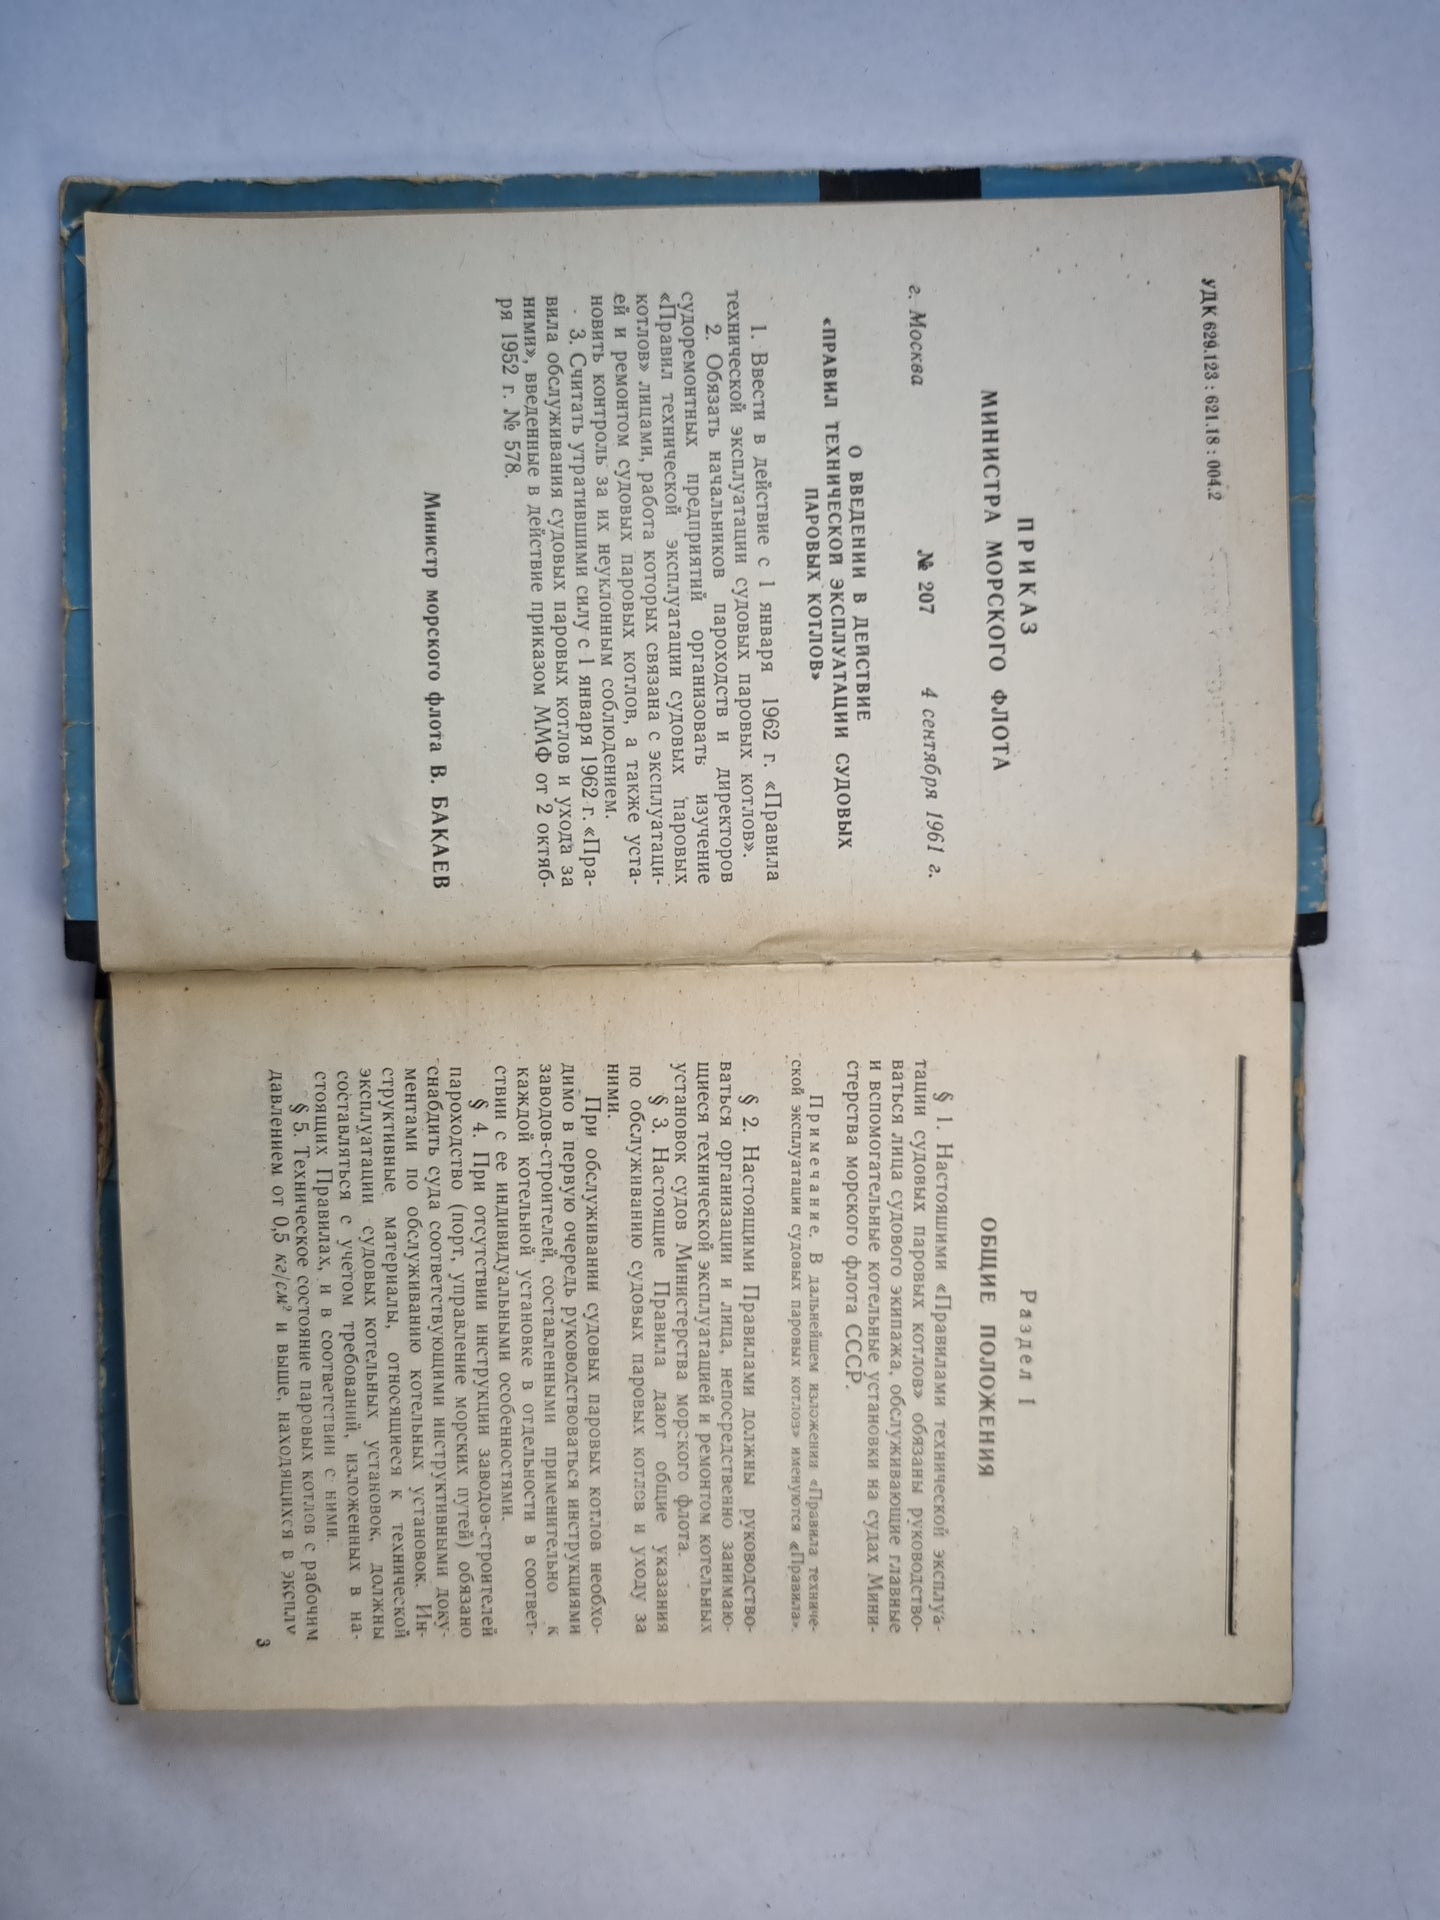 УДК 629.123 : 621.18 : 004.2
ПРИКАЗ
МИНИСТРА МОРСКОГО ФЛОТА
г. Москва № 207 4 сентября 1961 г.
О ВВЕДЕНИИ В ДЕЙСТВИЕ
«ПРАВИЛ ТЕХНИЧЕСКОЙ ЭКСПЛУАТАЦИИ СУДОВЫХ
ПАРОВЫХ КОТЛОВ»
1. Ввести в действие с 1 января 1962 г. «Правила
технической эксплуатации судовых паровых котлов».
2. Обязать начальников пароходств и директоров
судоремонтных предприятий организовать изучение
«Правил технической эксплуатации судовых паровых
котлов» лицами, работа которых связана с эксплуатаци-
ей и ремонтом судовых паровых котлов, а также уста-
новить контроль за их неуклонным соблюдением.
3. Считать утратившими силу с 1 января 1962 г. «Пра-
вила обслуживания судовых паровых котлов и ухода за
ними», введенные в действие приказом ММФ от 2 октяб-
ря 1952 г. № 578.
Министр морского флота В. БАКАЕВ
Раздел I
ОБЩИЕ ПОЛОЖЕНИЯ
§ 1. Настоящими «Правилами технической эксплуа-
тации судовых паровых котлов» обязаны руководство-
ваться лица судового экипажа, обслуживающие главные
и вспомогательные котельные установки на судах Мини-
стерства морского флота СССР.
Примечание. В дальнейшем изложении «Правила техниче-
ской эксплуатации судовых паровых котлов» именуются «Правила».
§ 2. Настоящими Правилами должны руководство-
ваться организации и лица, непосредственно занимаю-
щиеся технической эксплуатацией и ремонтом котельных
установок судов Министерства морского флота.
§ 3. Настоящие Правила дают общие указания
по обслуживанию судовых паровых котлов и уходу за
ними.
При обслуживании судовых паровых котлов необхо-
димо в первую очередь руководствоваться инструкциями
заводов-строителей, составленными применительно к
каждой котельной установке в отдельности в соответ-
ствии с ее индивидуальными особенностями.
§ 4. При отсутствии инструкции заводов-строителей
пароходство (порт, управление морских путей) обязано
снабдить суда соответствующими инструктивными доку-
ментами по обслуживанию котельных установок. Ин-
структивные материалы, относящиеся к технической
эксплуатации судовых котельных установок, должны
составляться с учетом требований, изложенных в на-
стоящих Правилах, и в соответствии с ними.
§ 5. Техническое состояние паровых котлов с рабочим
давлением от 0,5 кг/см² и выше, находящихся в эксплу
3